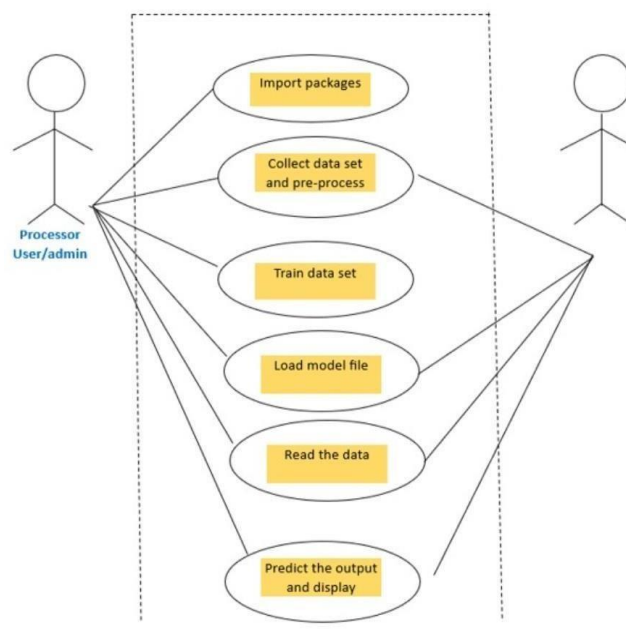 Import packages
Collect data set
and pre-process
Processor
User/admin
Train data set
Load model file
Read the data
Predict the output
and display